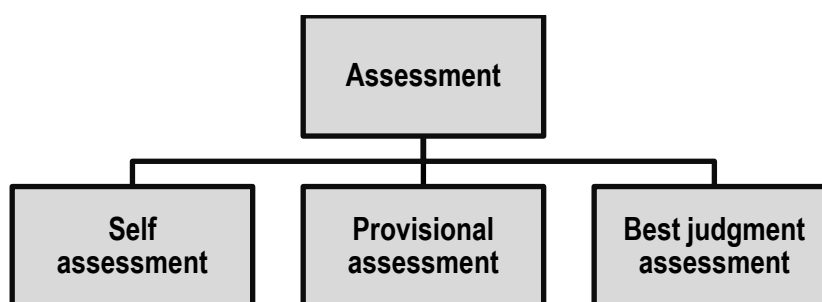 Assessment
Self
assessment
Provisional
assessment
Best judgment
assessment